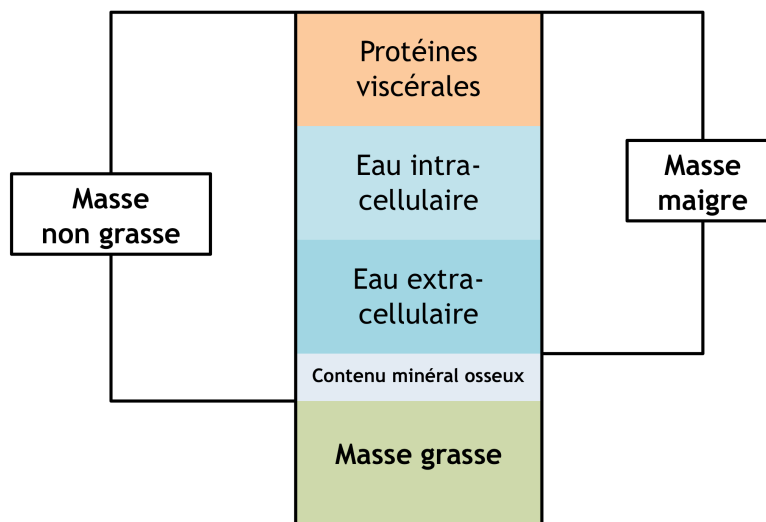 Protéines
viscérales
Eau intra-
cellulaire
Masse
maigre
Masse
non grasse
Eau extra-
cellulaire
Contenu minéral osseux
Masse grasse